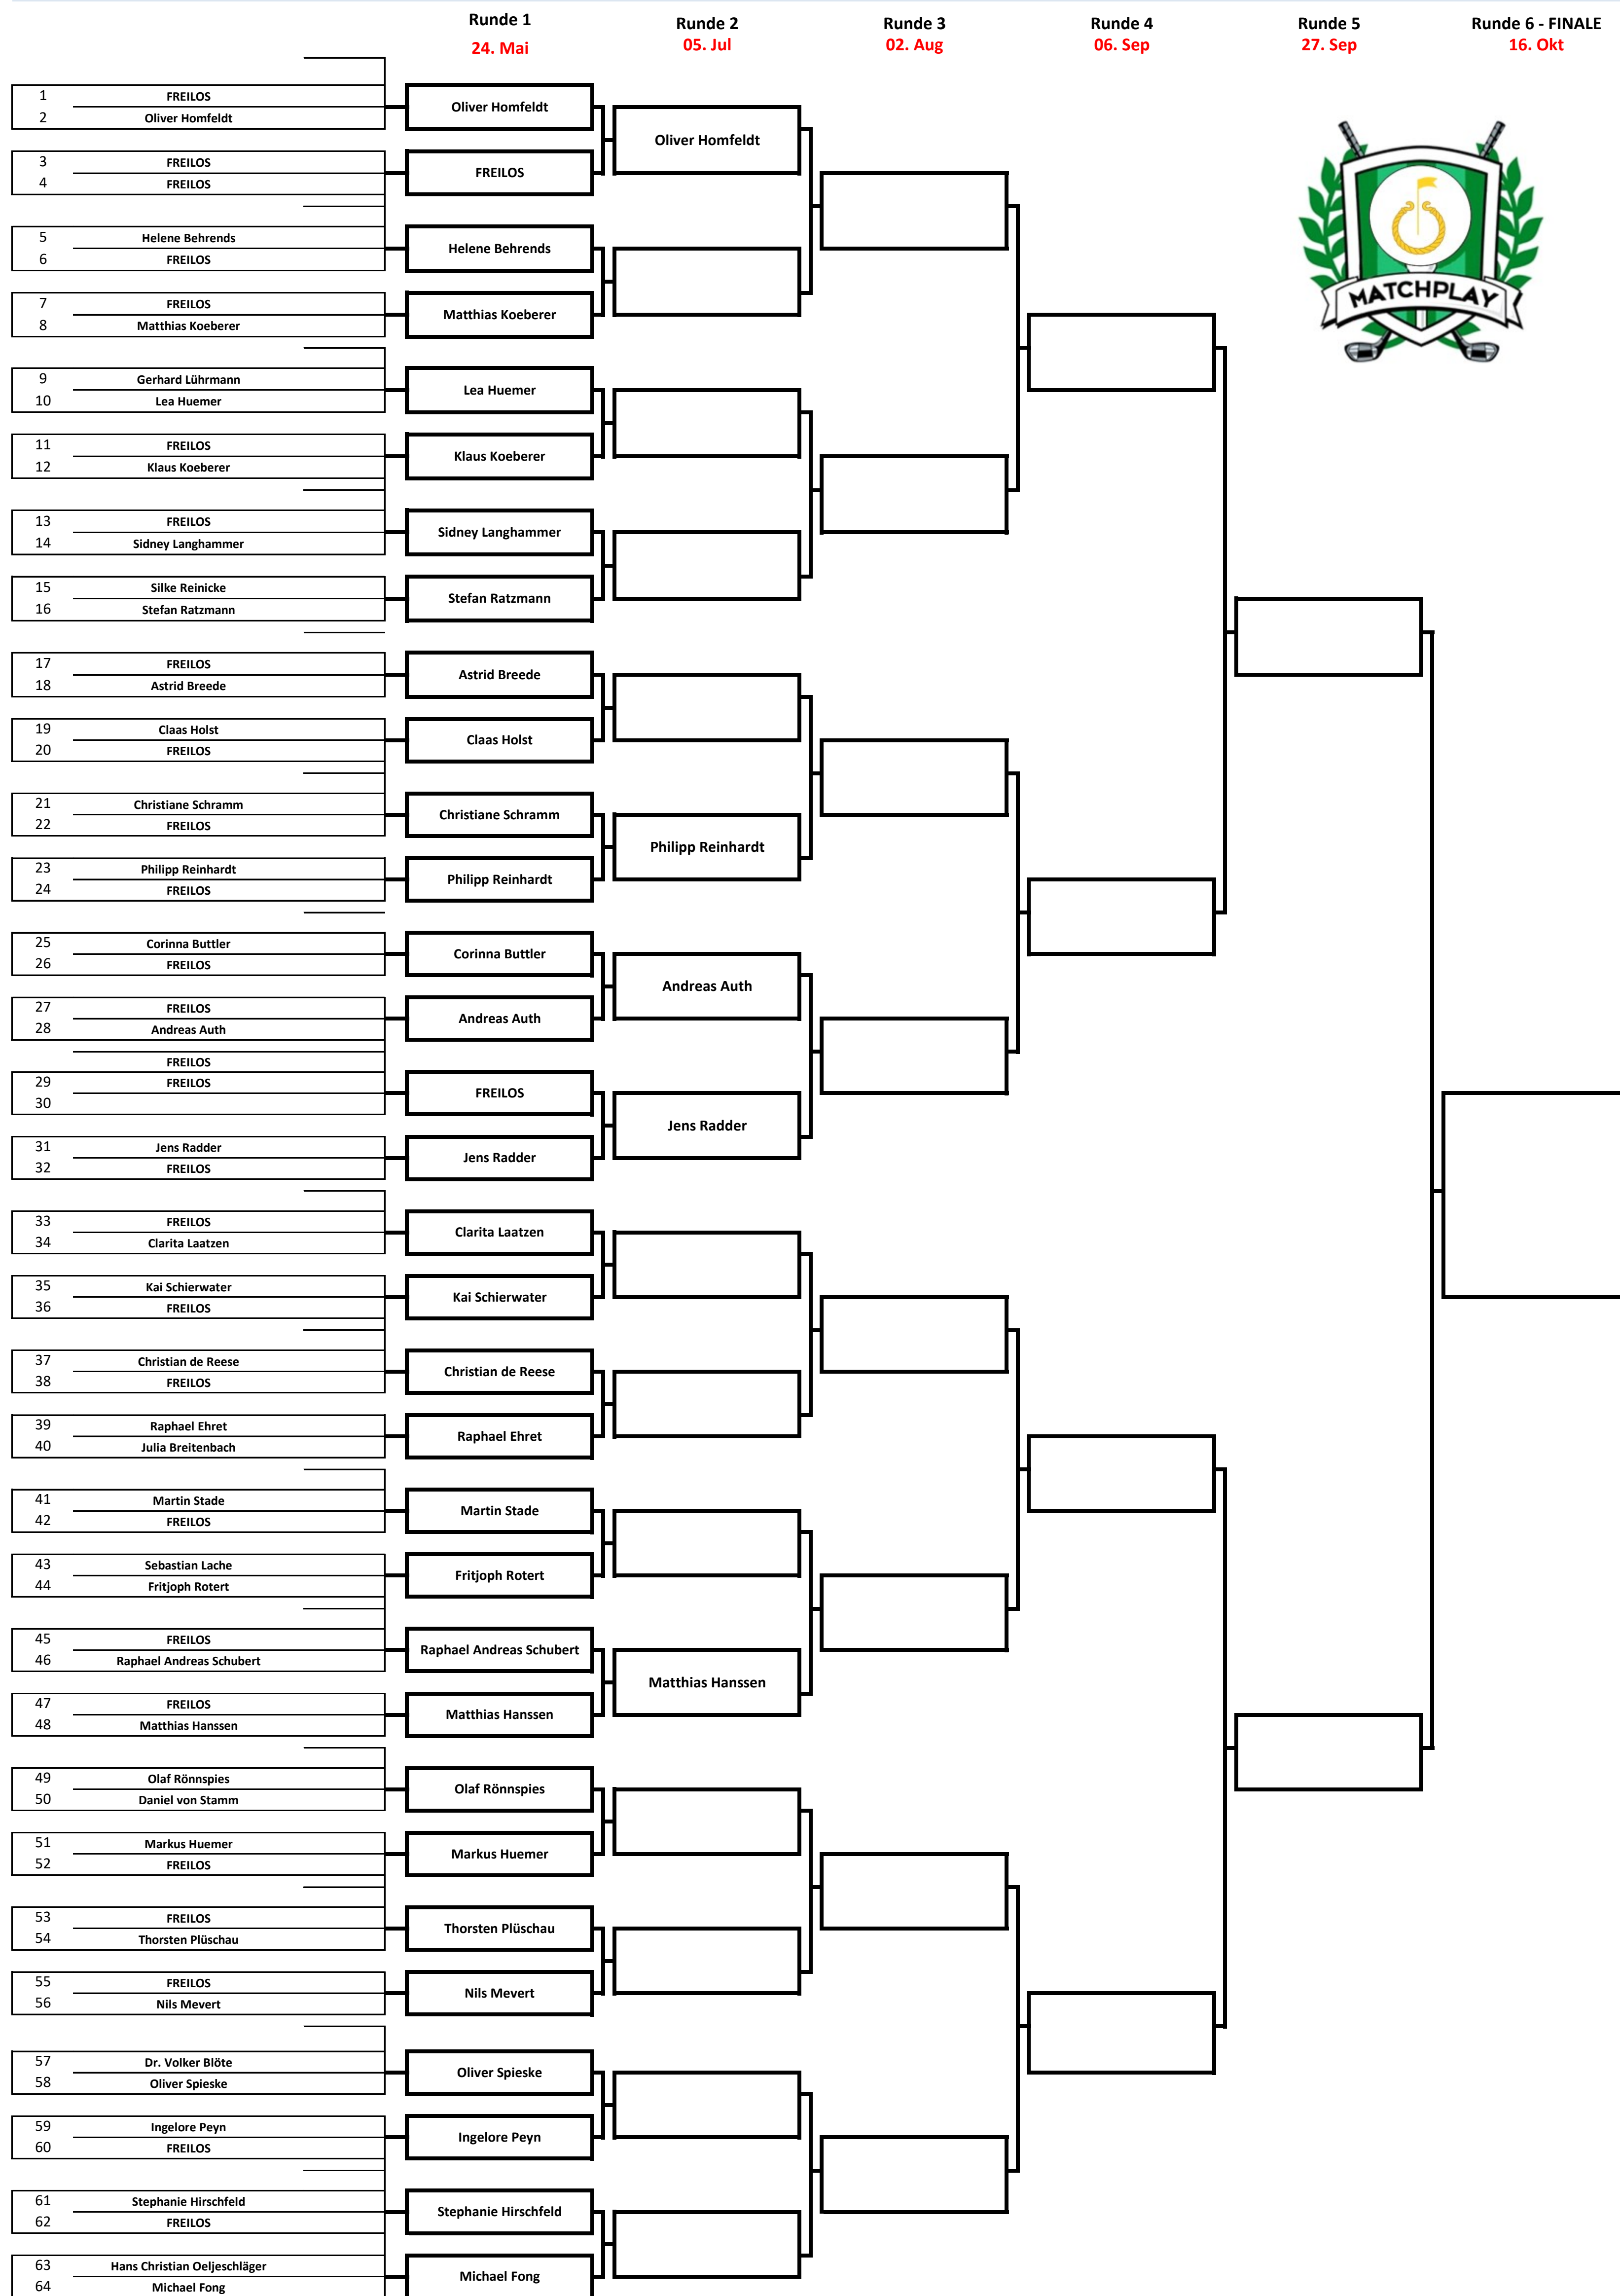 Runde 1
Runde 2
Runde 3
Runde 4
Runde 5
Runde 6 - FINALE
24. Mai
05. Jul
02. Aug
06. Sep
27. Sep
16. Okt
MATCHPLAY
1 FREILOS
2 Oliver Homfeldt
Oliver Homfeldt
Oliver Homfeldt
3 FREILOS
4 FREILOS
FREILOS
5 Helene Behrends
6 FREILOS
Helene Behrends
7 FREILOS
8 Matthias Koeberer
Matthias Koeberer
9 Gerhard Lührmann
10 Lea Huemer
Lea Huemer
11 FREILOS
12 Klaus Koeberer
Klaus Koeberer
13 FREILOS
14 Sidney Langhammer
Sidney Langhammer
15 Silke Reinicke
16 Stefan Ratzmann
Stefan Ratzmann
17 FREILOS
18 Astrid Breede
Astrid Breede
19 Claas Holst
20 FREILOS
Claas Holst
21 Christiane Schramm
22 FREILOS
Christiane Schramm
Philipp Reinhardt
23 Philipp Reinhardt
24 FREILOS
Philipp Reinhardt
25 Corinna Buttler
26 FREILOS
Corinna Buttler
Andreas Auth
27 FREILOS
28 Andreas Auth
Andreas Auth
FREILOS
29 FREILOS
30
FREILOS
Jens Radder
31 Jens Radder
32 FREILOS
Jens Radder
33 FREILOS
34 Clarita Laatzen
Clarita Laatzen
35 Kai Schierwater
36 FREILOS
Kai Schierwater
37 Christian de Reese
38 FREILOS
Christian de Reese
39 Raphael Ehret
40 Julia Breitenbach
Raphael Ehret
41 Martin Stade
42 FREILOS
Martin Stade
43 Sebastian Lache
44 Fritjoph Rotert
Fritjoph Rotert
45 FREILOS
46 Raphael Andreas Schubert
Raphael Andreas Schubert
Matthias Hanssen
47 FREILOS
48 Matthias Hanssen
Matthias Hanssen
49 Olaf Rönnspies
50 Daniel von Stamm
Olaf Rönnspies
51 Markus Huemer
52 FREILOS
Markus Huemer
53 FREILOS
54 Thorsten Plüschau
Thorsten Plüschau
55 FREILOS
56 Nils Mevert
Nils Mevert
57 Dr. Volker Blöte
58 Oliver Spieske
Oliver Spieske
59 Ingelore Peyn
60 FREILOS
Ingelore Peyn
61 Stephanie Hirschfeld
62 FREILOS
Stephanie Hirschfeld
63 Hans Christian Oeljeschläger
64 Michael Fong
Michael Fong